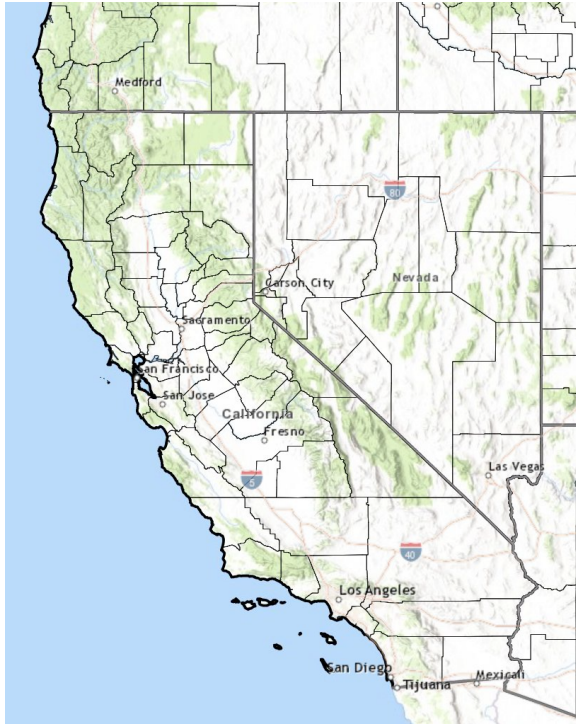 Medford
80
Nevada
Carson City
Sacramento
San Francisco
San Jose
California
Fresno
Las Vegas
5
40
Los Angeles
San Diego
Mexicali
Tijuana